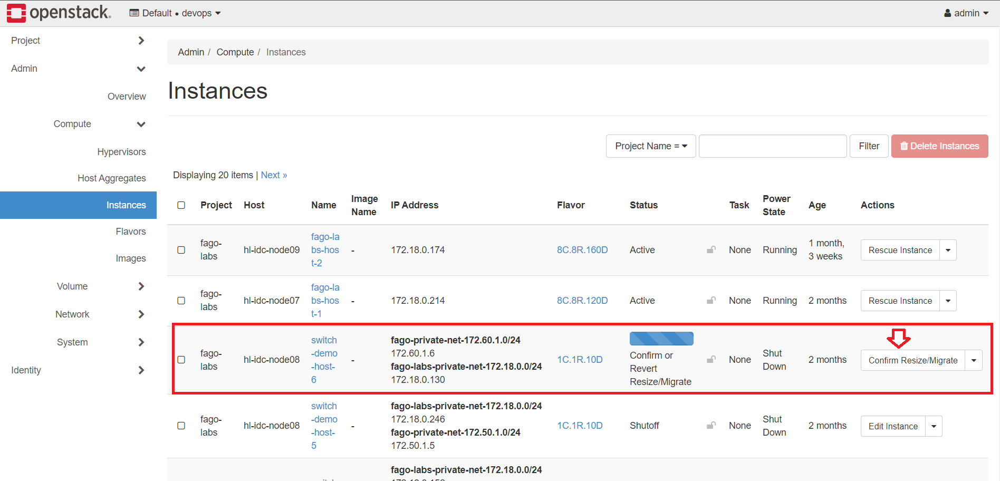 openstack. Default • devops admin
Project
Admin
Overview
Compute
Hypervisors
Host Aggregates
Instances
Flavors
Images
Volume
Network
System
Identity
Admin / Compute / Instances
Instances
Project Name = Filter Delete Instances
Displaying 20 items | Next »
Project Host Name Image Name IP Address Flavor Status Task Power State Age Actions
fago-labs hl-idc-node09 fago-labs-host-2 - 172.18.0.174 8C.8R.160D Active None Running 1 month, 3 weeks Rescue Instance
fago-labs hl-idc-node07 fago-labs-host-1 - 172.18.0.214 8C.8R.120D Active None Running 2 months Rescue Instance
fago-labs hl-idc-node08 switch-demo-host-6 - fago-private-net-172.60.1.0/24 172.60.1.6 fago-labs-private-net-172.18.0.0/24 172.18.0.130 1C.1R.10D Confirm or Revert Resize/Migrate None Shut Down 2 months Confirm Resize/Migrate
fago-labs hl-idc-node08 switch-demo-host-5 - fago-labs-private-net-172.18.0.0/24 172.18.0.246 fago-private-net-172.50.1.0/24 172.50.1.5 1C.1R.10D Shutoff None Shut Down 2 months Edit Instance
fago-labs-private-net-172.18.0.0/24